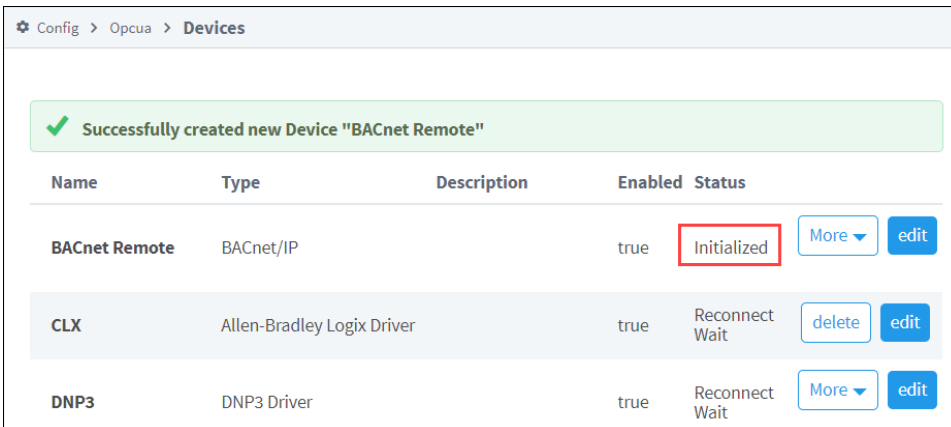 Config > Opcua > Devices
Successfully created new Device "BACnet Remote"
Name Type Description Enabled Status
BACnet Remote BACnet/IP true Initialized More edit
CLX Allen-Bradley Logix Driver true Reconnect Wait delete edit
DNP3 DNP3 Driver true Reconnect Wait More edit